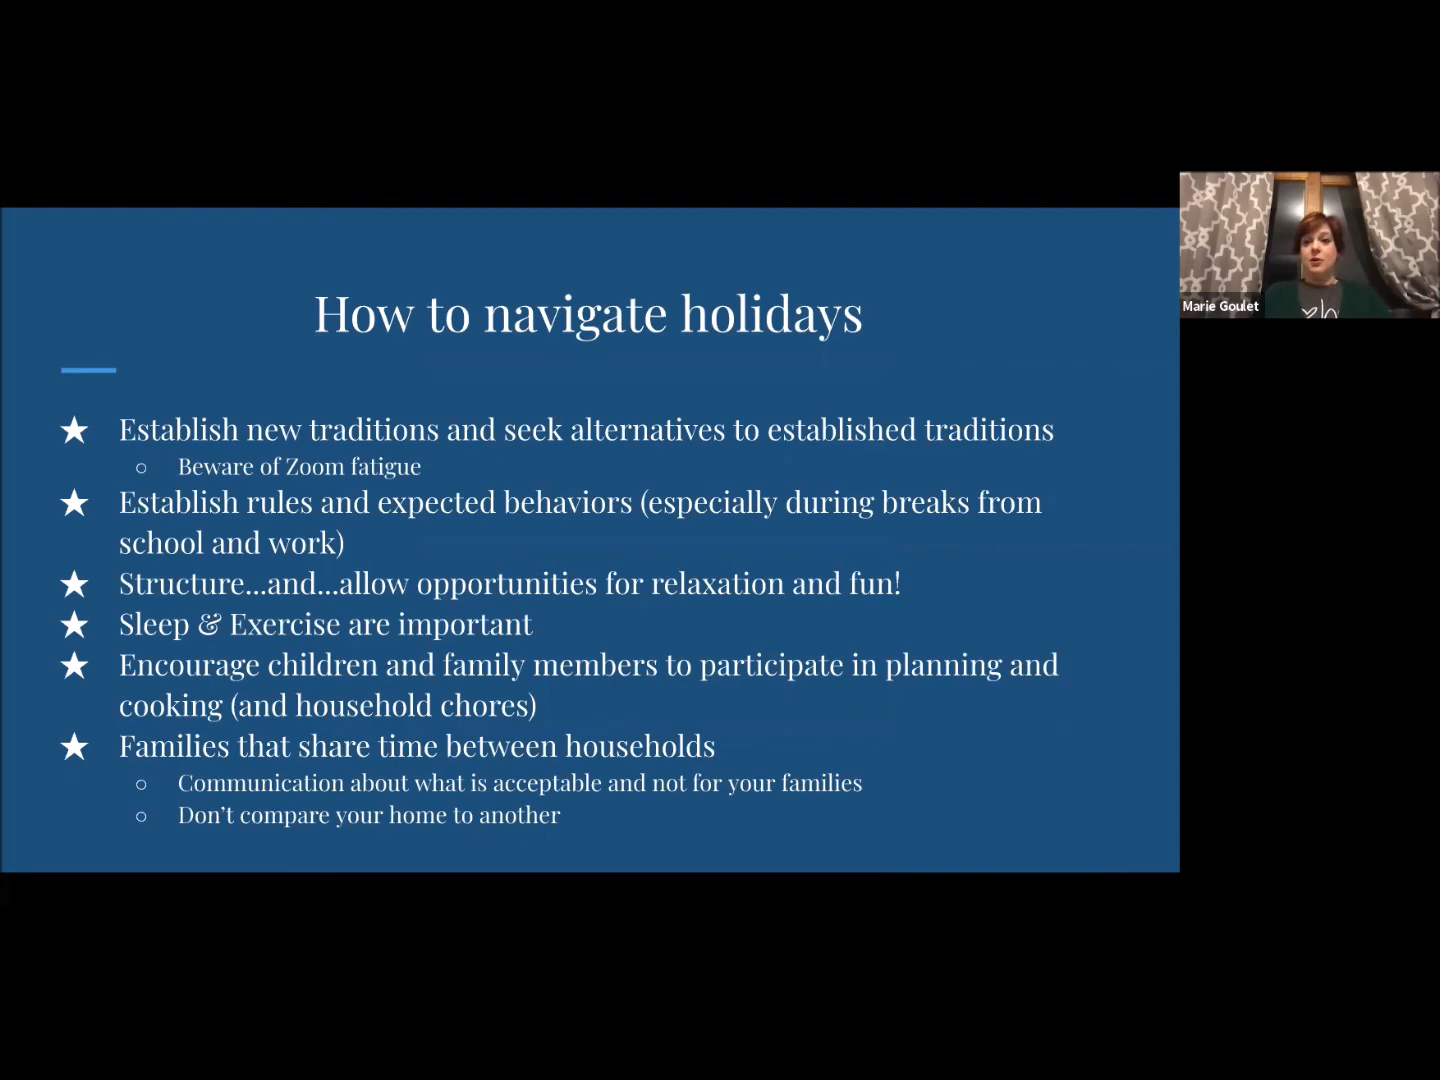 How to navigate holidays
★ Establish new traditions and seek alternatives to established traditions
○ Beware of Zoom fatigue
★ Establish rules and expected behaviors (especially during breaks from
school and work)
★ Structure...and...allow opportunities for relaxation and fun!
★ Sleep & Exercise are important
★ Encourage children and family members to participate in planning and
cooking (and household chores)
★ Families that share time between households
○ Communication about what is acceptable and not for your families
○ Don’t compare your home to another
Marie Goulet